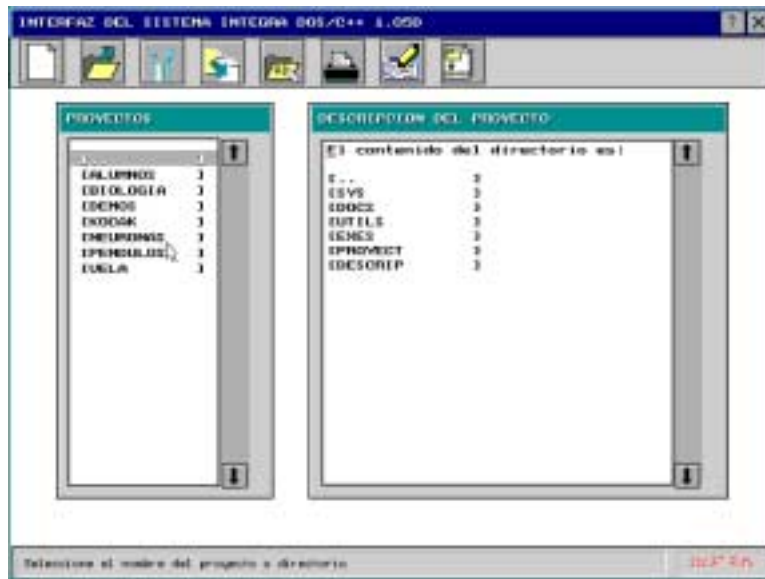 INTERFAZ DEL SISTEMA INTEGRA DOS/C++ 1.050
PROYECTOS
[ALUMNOS ]
[BIOLOGIA ]
[DEMOS ]
[KODAK ]
[NEURONAS ]
[PENDULOS]
[VELA ]
DESCRIPCION DEL PROYECTO
El contenido del directorio es:
[.. ]
[SYS ]
[DOCS ]
[UTILS ]
[EXES ]
[PROYECT ]
[DESCRIP ]
Seleccione el nombre del proyecto o directorio